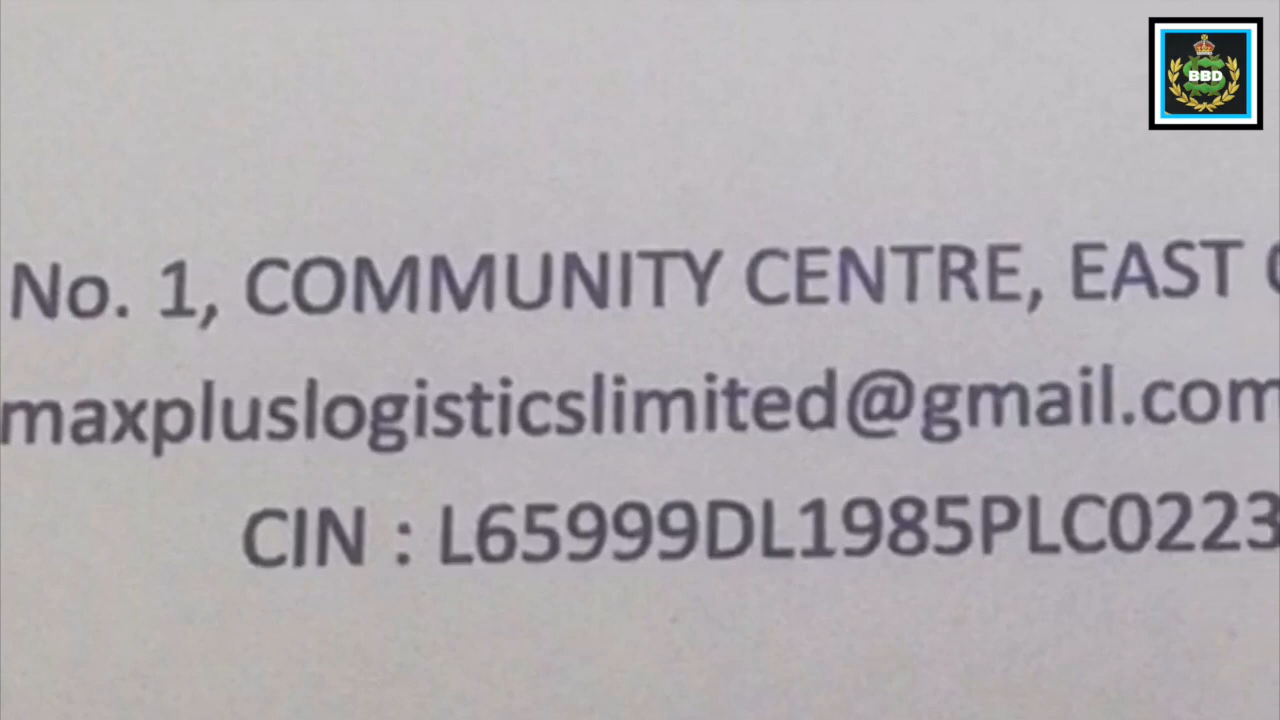 BBD
No. 1, COMMUNITY CENTRE, EAST
maxpluslogisticslimited@gmail.com
CIN : L65999DL1985PLC0223